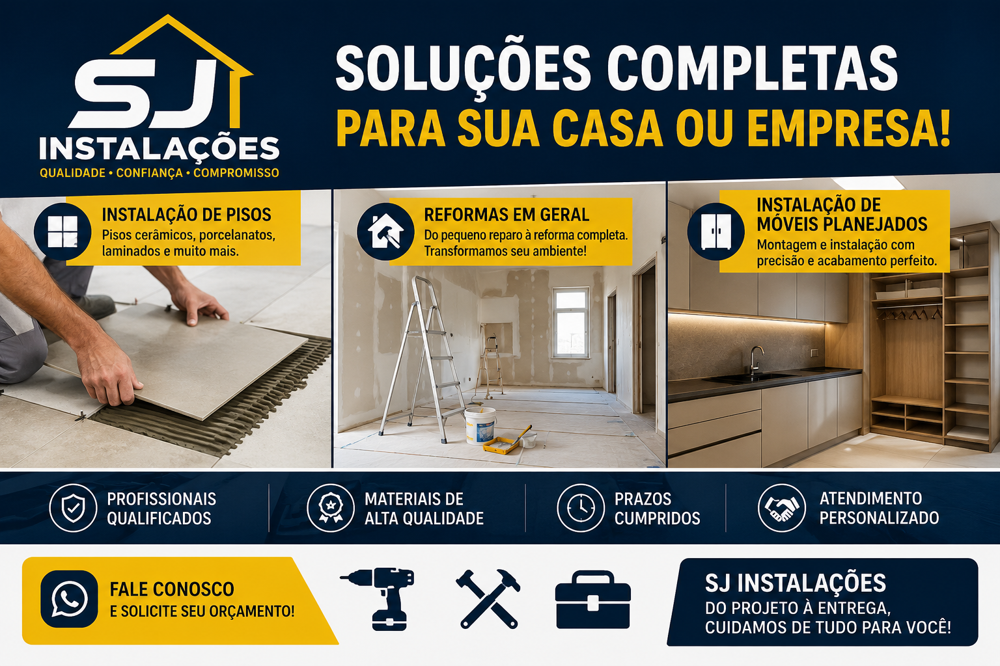 SJ
INSTALAÇÕES
QUALIDADE • CONFIANÇA • COMPROMISSO
SOLUÇÕES COMPLETAS
PARA SUA CASA OU EMPRESA!
INSTALAÇÃO DE PISOS
Pisos cerâmicos, porcelanatos,
laminados e muito mais.
REFORMAS EM GERAL
Do pequeno reparo à reforma completa.
Transformamos seu ambiente!
INSTALAÇÃO DE
MÓVEIS PLANEJADOS
Montagem e instalação com
precisão e acabamento perfeito.
PROFISSIONAIS
QUALIFICADOS
MATERIAIS DE
ALTA QUALIDADE
PRAZOS
CUMPRIDOS
ATENDIMENTO
PERSONALIZADO
FALE CONOSCO
E SOLICITE SEU ORÇAMENTO!
SJ INSTALAÇÕES
DO PROJETO À ENTREGA,
CUIDAMOS DE TUDO PARA VOCÊ!